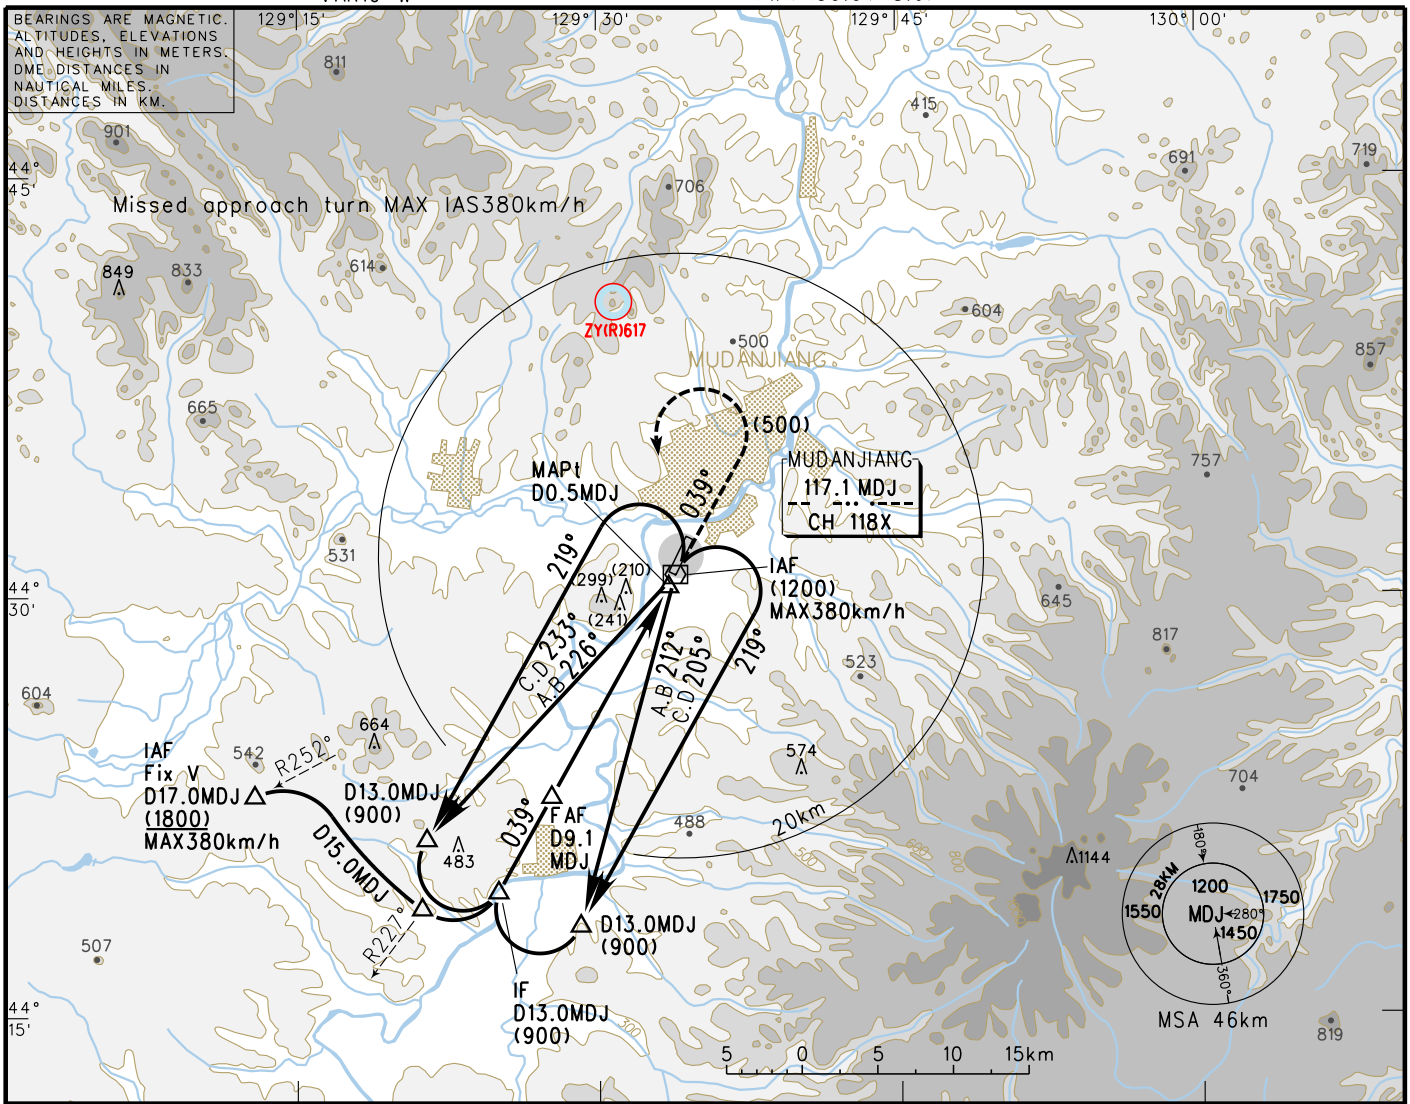 BEARINGS ARE MAGNETIC.
ALTITUDES, ELEVATIONS
AND HEIGHTS IN METERS.
DME DISTANCES IN
NAUTICAL MILES.
DISTANCES IN KM.
129° 15'
129° 30'
129° 45'
130° 00'
811
901
415
691
719
44°
45'
706
Missed approach turn MAX IAS380km/h
614
849
833
ZY(R)617
604
500
MUDANJIANG
857
665
(500)
MAPt
D0.5MDJ
039°
MUDANJIANG
117.1 MDJ
CH 118X
757
531
219°
(299)
(210)
(241)
IAF
(1200)
MAX380km/h
44°
30'
645
C.D 233°
A.B 226°
A.B 212°
C.D 205°
219°
817
523
604
664
542
R252°
IAF
Fix V
D17.0MDJ
(1800)
MAX380km/h
D13.0MDJ
(900)
574
704
D15.0MDJ
039°
FAF
D9.1
MDJ
483
488
20km
500
600
800
1144
180°
28KM
1200
1750
1550
MDJ
280°
1450
360°
MSA 46km
R227°
D13.0MDJ
(900)
507
IF
D13.0MDJ
(900)
300
44°
15'
819
5 0 5 10 15km